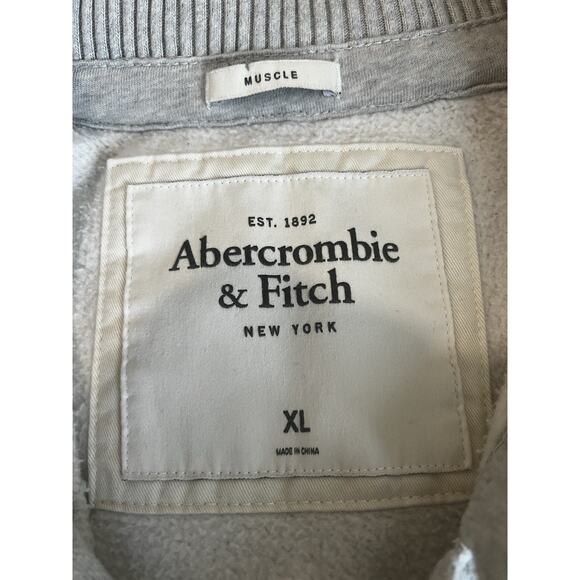 MUSCLE
EST. 1892
Abercrombie
& Fitch
NEW YORK
XL
MADE IN CHINA